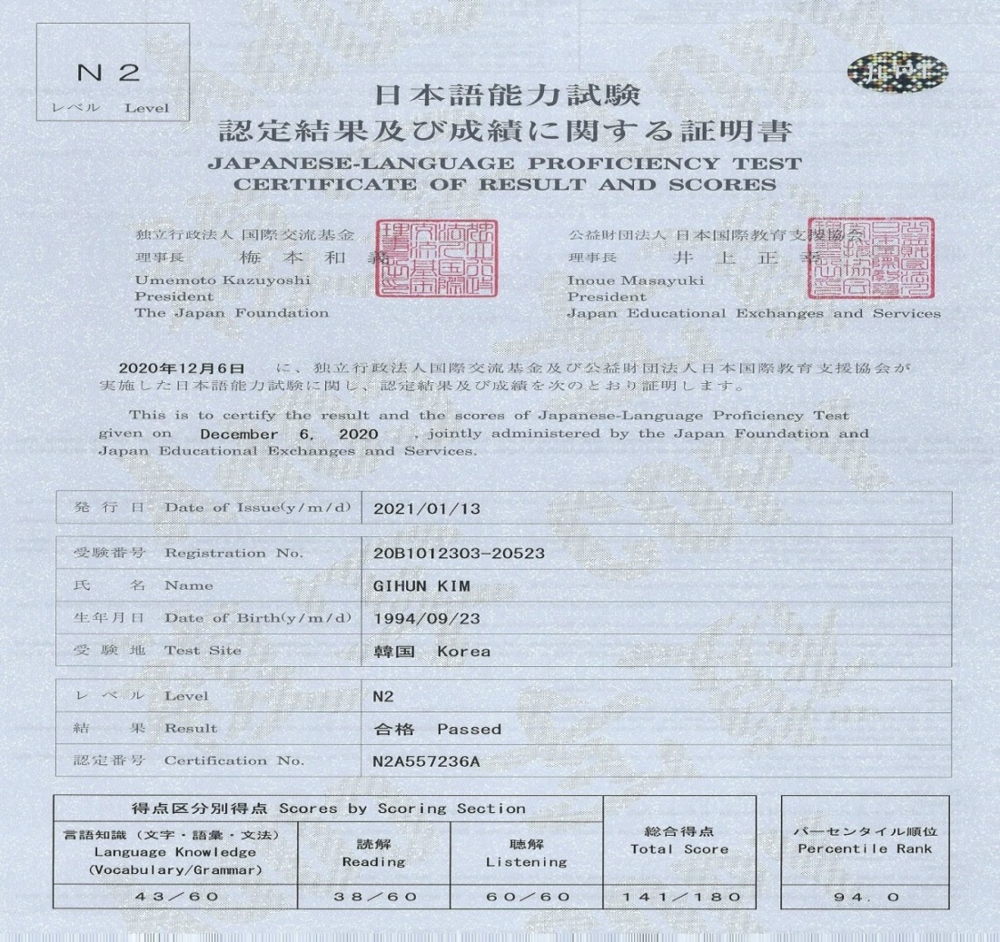 N 2
レベル Level
日本語能力試験
認定結果及び成績に関する証明書
JAPANESE-LANGUAGE PROFICIENCY TEST
CERTIFICATE OF RESULT AND SCORES
独立行政法人 国際交流基金
理事長 梅本和義
Umemoto Kazuyoshi
President
The Japan Foundation
公益財団法人 日本国際教育支援協会
理事長 井上正幸
Inoue Masayuki
President
Japan Educational Exchanges and Services
2020年12月6日 に、独立行政法人国際交流基金及び公益財団法人日本国際教育支援協会が
実施した日本語能力試験に関し、認定結果及び成績を次のとおり証明します。
This is to certify the result and the scores of Japanese-Language Proficiency Test
given on December 6, 2020 , jointly administered by the Japan Foundation and
Japan Educational Exchanges and Services.
発行日 Date of Issue(y/m/d) 2021/01/13
受験番号 Registration No. 20B1012303-20523
氏名 Name GIHUN KIM
生年月日 Date of Birth(y/m/d) 1994/09/23
受験地 Test Site 韓国 Korea
レベル Level N2
結果 Result 合格 Passed
認定番号 Certification No. N2A557236A
得点区分別得点 Scores by Scoring Section
言語知識（文字・語彙・文法）
Language Knowledge
(Vocabulary/Grammar)
読解
Reading
聴解
Listening
総合得点
Total Score
パーセンタイル順位
Percentile Rank
43/60 38/60 60/60 141/180 94.0